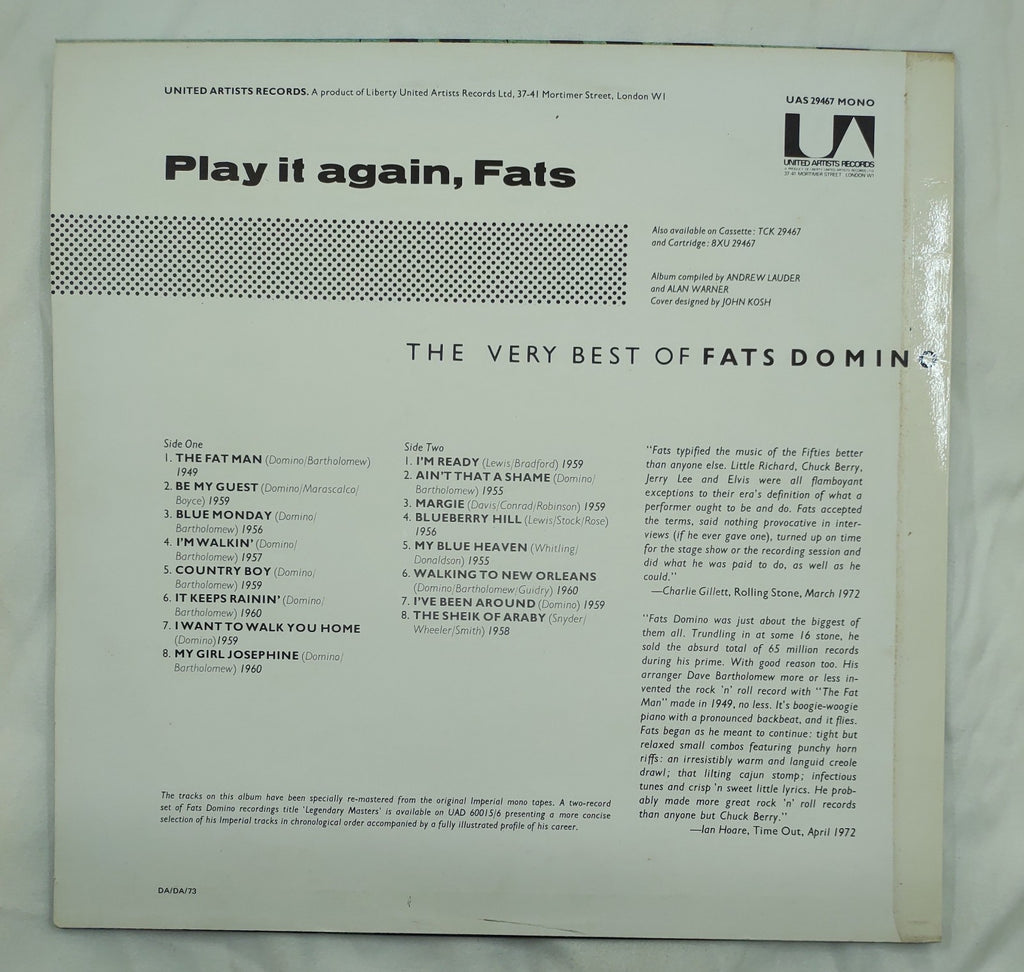 UNITED ARTISTS RECORDS. A product of Liberty United Artists Records Ltd, 37-41 Mortimer Street, London W1
UAS 29467 MONO
UA
UNITED ARTISTS RECORDS
37-41 MORTIMER STREET LONDON W1
Play it again, Fats
Also available on Cassette: TCK 29467
and Cartridge: 8XU 29467
Album compiled by ANDREW LAUDER
and ALAN WARNER
Cover designed by JOHN KOSH
THE VERY BEST OF FATS DOMINO
Side One
1. THE FAT MAN (Domino/Bartholomew)
1949
2. BE MY GUEST (Domino/Marascalco/
Boyce) 1959
3. BLUE MONDAY (Domino/
Bartholomew) 1956
4. I'M WALKIN' (Domino/
Bartholomew) 1957
5. COUNTRY BOY (Domino/
Bartholomew) 1959
6. IT KEEPS RAININ' (Domino/
Bartholomew) 1960
7. I WANT TO WALK YOU HOME
(Domino) 1959
8. MY GIRL JOSEPHINE (Domino/
Bartholomew) 1960
Side Two
1. I'M READY (Lewis/Bradford) 1959
2. AIN'T THAT A SHAME (Domino/
Bartholomew) 1955
3. MARGIE (Davis/Conrad/Robinson) 1959
4. BLUEBERRY HILL (Lewis/Stock/Rose)
1956
5. MY BLUE HEAVEN (Whitling/
Donaldson) 1955
6. WALKING TO NEW ORLEANS
(Domino/Bartholomew/Guidry) 1960
7. I'VE BEEN AROUND (Domino) 1959
8. THE SHEIK OF ARABY (Snyder/
Wheeler/Smith) 1958
"Fats typified the music of the Fifties better
than anyone else. Little Richard, Chuck Berry,
Jerry Lee and Elvis were all flamboyant
exceptions to their era's definition of what a
performer ought to be and do. Fats accepted
the terms, said nothing provocative in inter-
views (if he ever gave one), turned up on time
for the stage show or the recording session and
did what he was paid to do, as well as he
could."
—Charlie Gillett, Rolling Stone, March 1972
"Fats Domino was just about the biggest of
them all. Trundling in at some 16 stone, he
sold the absurd total of 65 million records
during his prime. With good reason too. His
arranger Dave Bartholomew more or less in-
vented the rock 'n' roll record with "The Fat
Man" made in 1949, no less. It's boogie-woogie
piano with a pronounced backbeat, and it flies.
Fats began as he meant to continue: tight but
relaxed small combos featuring punchy horn
riffs: an irresistibly warm and languid creole
drawl; that lilting cajun stomp; infectious
tunes and crisp 'n sweet little lyrics. He prob-
ably made more great rock 'n' roll records
than anyone but Chuck Berry."
—Ian Hoare, Time Out, April 1972
The tracks on this album have been specially re-mastered from the original Imperial mono tapes. A two-record
set of Fats Domino recordings title 'Legendary Masters' is available on UAD 60015/6 presenting a more concise
selection of his Imperial tracks in chronological order accompanied by a fully illustrated profile of his career.
DA/DA/73